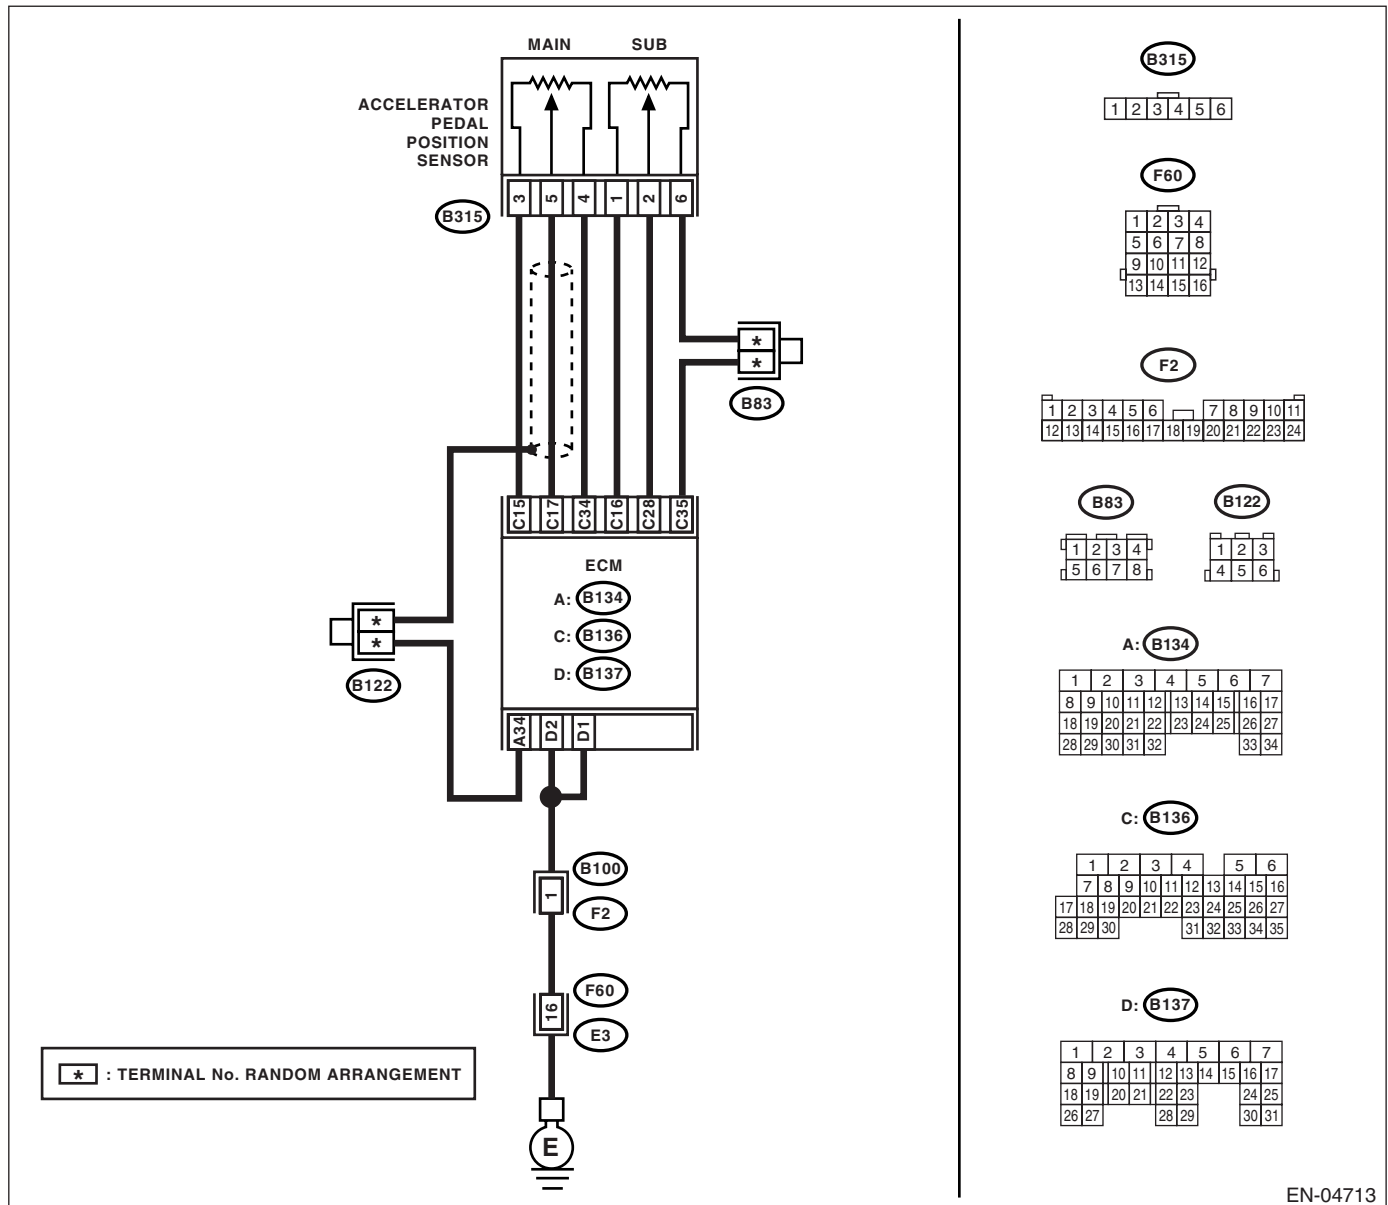 MAIN SUB
ACCELERATOR
PEDAL
POSITION
SENSOR
3 5 4 1 2 6
B315
*
*
B83
C15 C17 C34 C16 C28 C35
ECM
A: B134
C: B136
D: B137
*
*
B122
A34 D2 D1
B100
1
F2
F60
16
E3
* : TERMINAL No. RANDOM ARRANGEMENT
E
B315
1 2 3 4 5 6
F60
1 2 3 4
5 6 7 8
9 10 11 12
13 14 15 16
F2
1 2 3 4 5 6 7 8 9 10 11
12 13 14 15 16 17 18 19 20 21 22 23 24
B83
1 2 3 4
5 6 7 8
B122
1 2 3
4 5 6
A: B134
1 2 3 4 5 6 7
8 9 10 11 12 13 14 15 16 17
18 19 20 21 22 23 24 25 26 27
28 29 30 31 32 33 34
C: B136
1 2 3 4 5 6
7 8 9 10 11 12 13 14 15 16
17 18 19 20 21 22 23 24 25 26 27
28 29 30 31 32 33 34 35
D: B137
1 2 3 4 5 6 7
8 9 10 11 12 13 14 15 16 17
18 19 20 21 22 23 24 25
26 27 28 29 30 31
EN-04713